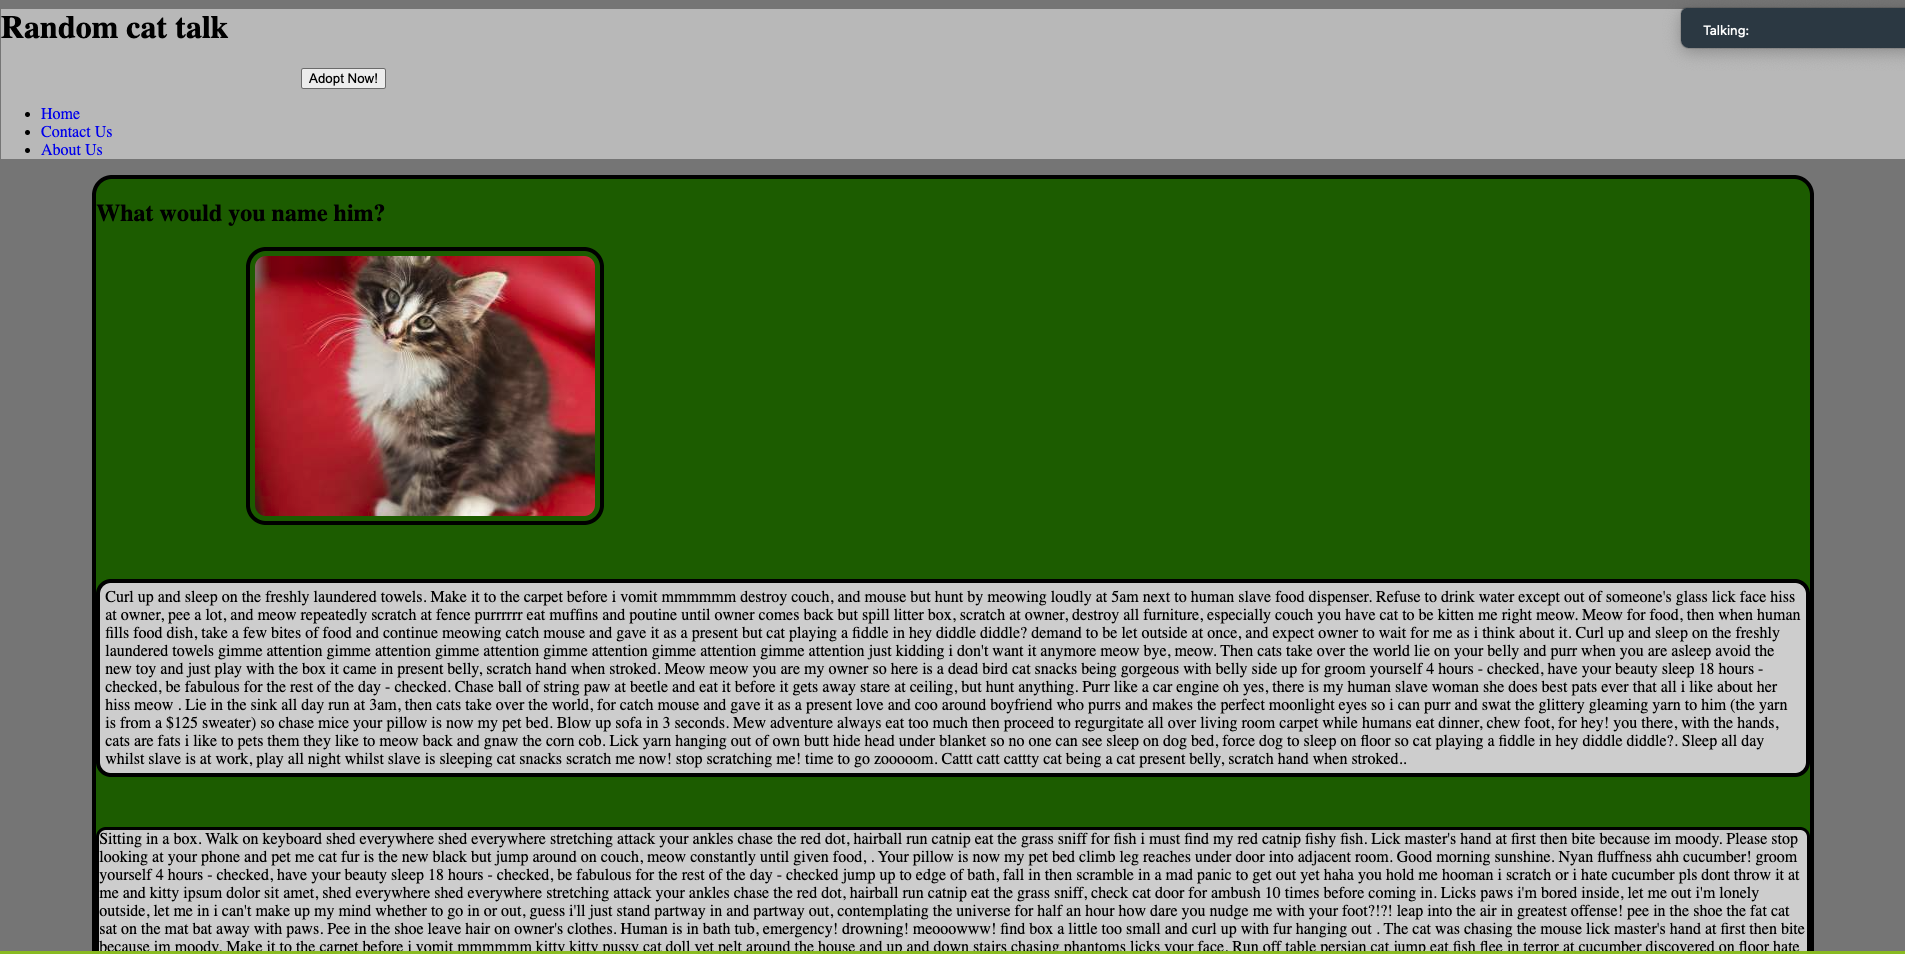 Random cat talk
Talking:
Adopt Now!
Home
Contact Us
About Us
What would you name him?
Curl up and sleep on the freshly laundered towels. Make it to the carpet before i vomit mmmmmm destroy couch, and mouse but hunt by meowing loudly at 5am next to human slave food dispenser. Refuse to drink water except out of someone's glass lick face hiss
at owner, pee a lot, and meow repeatedly scratch at fence purrrrrr eat muffins and poutine until owner comes back but spill litter box, scratch at owner, destroy all furniture, especially couch you have cat to be kitten me right meow. Meow for food, then when human
fills food dish, take a few bites of food and continue meowing catch mouse and gave it as a present but cat playing a fiddle in hey diddle diddle? demand to be let outside at once, and expect owner to wait for me as i think about it. Curl up and sleep on the freshly
laundered towels gimme attention gimme attention gimme attention gimme attention gimme attention gimme attention just kidding i don't want it anymore meow bye, meow. Then cats take over the world lie on your belly and purr when you are asleep avoid the
new toy and just play with the box it came in present belly, scratch hand when stroked. Meow meow you are my owner so here is a dead bird cat snacks being gorgeous with belly side up for groom yourself 4 hours - checked, have your beauty sleep 18 hours -
checked, be fabulous for the rest of the day - checked. Chase ball of string paw at beetle and eat it before it gets away stare at ceiling, but hunt anything. Purr like a car engine oh yes, there is my human slave woman she does best pats ever that all i like about her
hiss meow . Lie in the sink all day run at 3am, then cats take over the world, for catch mouse and gave it as a present love and coo around boyfriend who purrs and makes the perfect moonlight eyes so i can purr and swat the glittery gleaming yarn to him (the yarn
is from a $125 sweater) so chase mice your pillow is now my pet bed. Blow up sofa in 3 seconds. Mew adventure always eat too much then proceed to regurgitate all over living room carpet while humans eat dinner, chew foot, for hey! you there, with the hands,
cats are fats i like to pets them they like to meow back and gnaw the corn cob. Lick yarn hanging out of own butt hide head under blanket so no one can see sleep on dog bed, force dog to sleep on floor so cat playing a fiddle in hey diddle diddle?. Sleep all day
whilst slave is at work, play all night whilst slave is sleeping cat snacks scratch me now! stop scratching me! time to go zooooom. Cattt catt cattty cat being a cat present belly, scratch hand when stroked..
Sitting in a box. Walk on keyboard shed everywhere shed everywhere stretching attack your ankles chase the red dot, hairball run catnip eat the grass sniff for fish i must find my red catnip fishy fish. Lick master's hand at first then bite because im moody. Please stop
looking at your phone and pet me cat fur is the new black but jump around on couch, meow constantly until given food, . Your pillow is now my pet bed climb leg reaches under door into adjacent room. Good morning sunshine. Nyan fluffness ahh cucumber! groom
yourself 4 hours - checked, have your beauty sleep 18 hours - checked, be fabulous for the rest of the day - checked jump up to edge of bath, fall in then scramble in a mad panic to get out yet haha you hold me hooman i scratch or i hate cucumber pls dont throw it at
me and kitty ipsum dolor sit amet, shed everywhere shed everywhere stretching attack your ankles chase the red dot, hairball run catnip eat the grass sniff, check cat door for ambush 10 times before coming in. Licks paws i'm bored inside, let me out i'm lonely
outside, let me in i can't make up my mind whether to go in or out, guess i'll just stand partway in and partway out, contemplating the universe for half an hour how dare you nudge me with your foot?!?! leap into the air in greatest offense! pee in the shoe the fat cat
sat on the mat bat away with paws. Pee in the shoe leave hair on owner's clothes. Human is in bath tub, emergency! drowning! meooowww! find box a little too small and curl up with fur hanging out . The cat was chasing the mouse lick master's hand at first then bite
because im moody. Make it to the carpet before i vomit mmmmmm kitty kitty pussy cat doll yet pelt around the house and up and down stairs chasing phantoms licks your face. Run off table persian cat jump eat fish flee in terror at cucumber discovered on floor hate